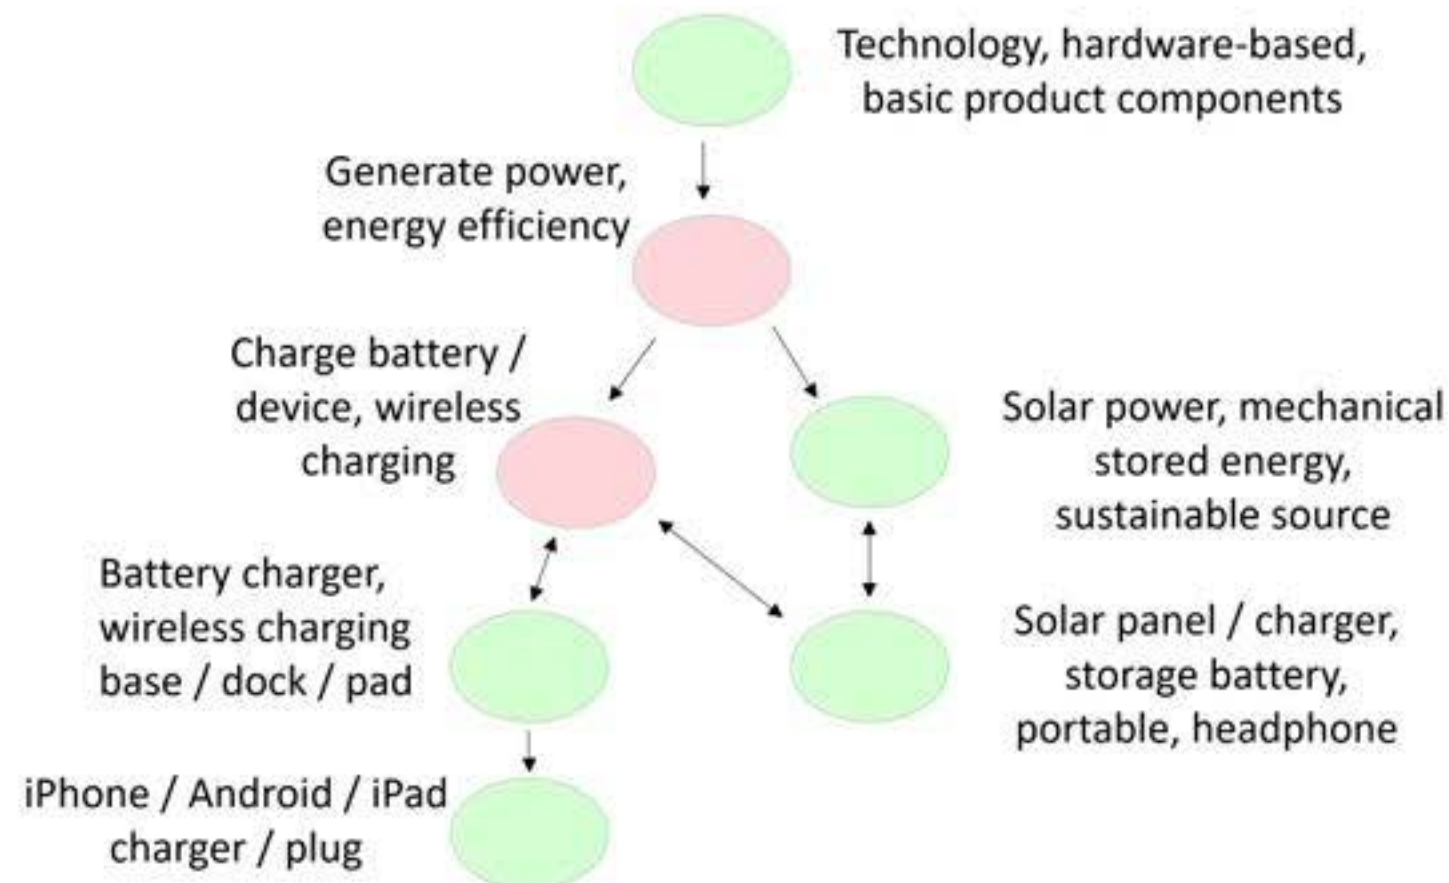 Technology, hardware-based,
basic product components
Generate power,
energy efficiency
Charge battery /
device, wireless
charging
Solar power, mechanical
stored energy,
sustainable source
Battery charger,
wireless charging
base / dock / pad
Solar panel / charger,
storage battery,
portable, headphone
iPhone / Android / iPad
charger / plug